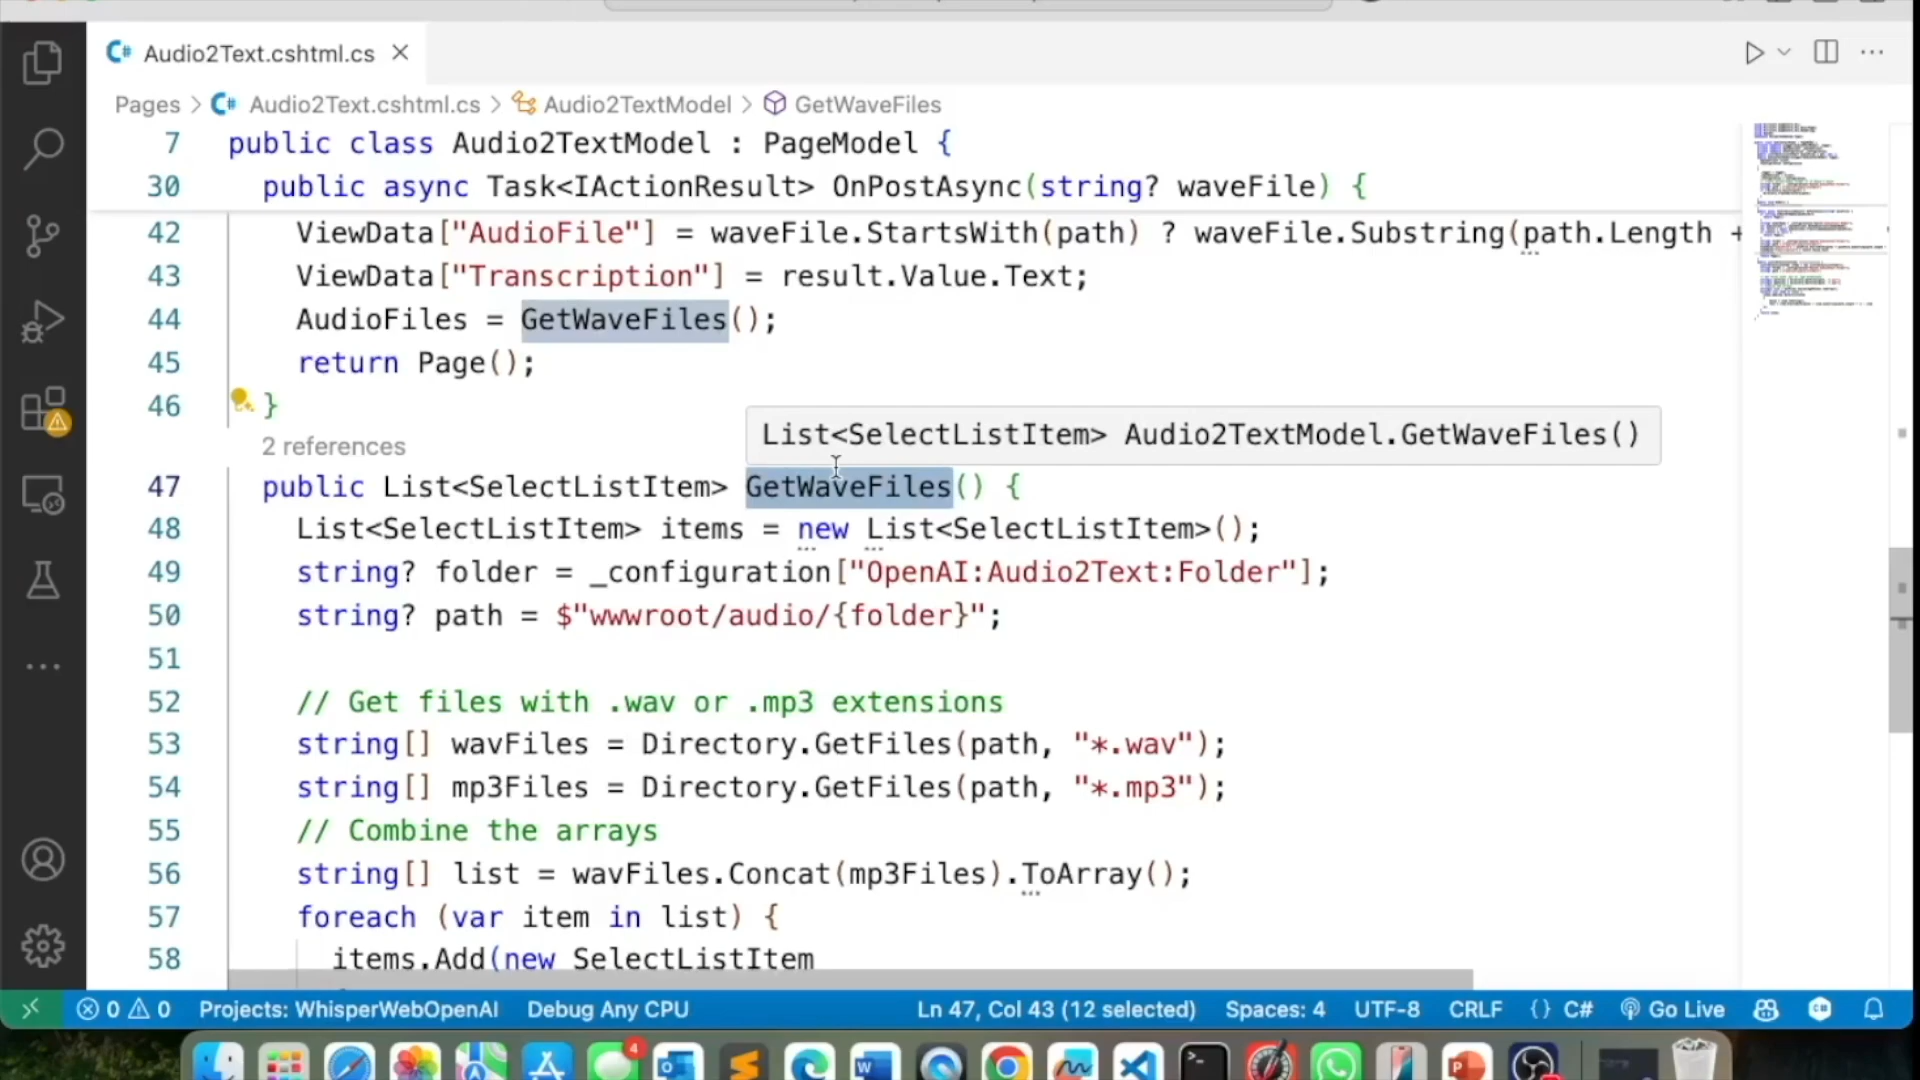 Audio2Text.cshtml.cs
Pages > Audio2Text.cshtml.cs > Audio2TextModel > GetWaveFiles
7 public class Audio2TextModel : PageModel {
30 public async Task<IActionResult> OnPostAsync(string? waveFile) {
42 ViewData["AudioFile"] = waveFile.StartsWith(path) ? waveFile.Substring(path.Length +
43 ViewData["Transcription"] = result.Value.Text;
44 AudioFiles = GetWaveFiles();
45 return Page();
46 }
2 references
List<SelectListItem> Audio2TextModel.GetWaveFiles()
47 public List<SelectListItem> GetWaveFiles() {
48 List<SelectListItem> items = new List<SelectListItem>();
49 string? folder = _configuration["OpenAI:Audio2Text:Folder"];
50 string? path = $"wwwroot/audio/{folder}";
51
52 // Get files with .wav or .mp3 extensions
53 string[] wavFiles = Directory.GetFiles(path, "*.wav");
54 string[] mp3Files = Directory.GetFiles(path, "*.mp3");
55 // Combine the arrays
56 string[] list = wavFiles.Concat(mp3Files).ToArray();
57 foreach (var item in list) {
58 items.Add(new SelectListItem
0 0 Projects: WhisperWebOpenAI Debug Any CPU Ln 47, Col 43 (12 selected) Spaces: 4 UTF-8 CRLF {} C# Go Live
4